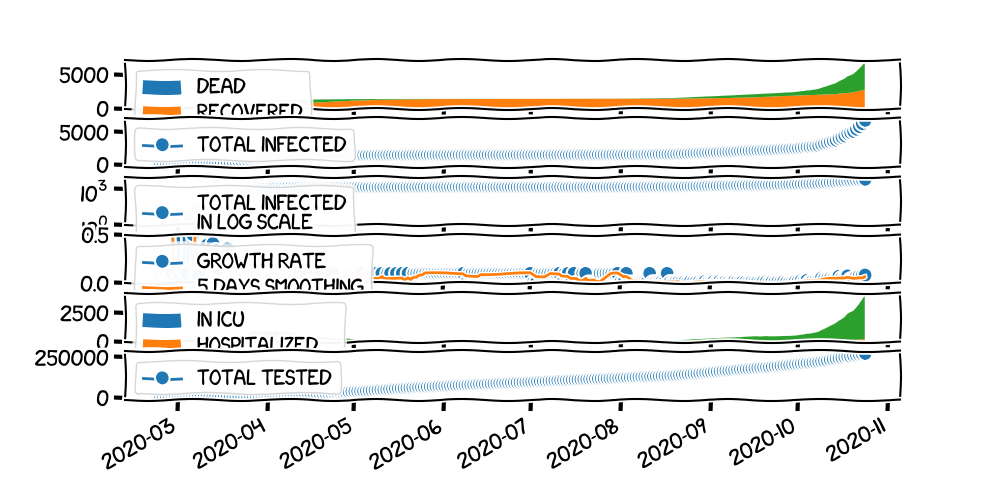 5000
0
DEAD
RECOVERED
5000
0
TOTAL INFECTED
10³
10⁰
TOTAL INFECTED
IN LOG SCALE
0.5
0.0
GROWTH RATE
5 DAYS SMOOTHING
2500
0
IN ICU
HOSPITALIZED
250000
0
TOTAL TESTED
2020-03
2020-04
2020-05
2020-06
2020-07
2020-08
2020-09
2020-10
2020-11